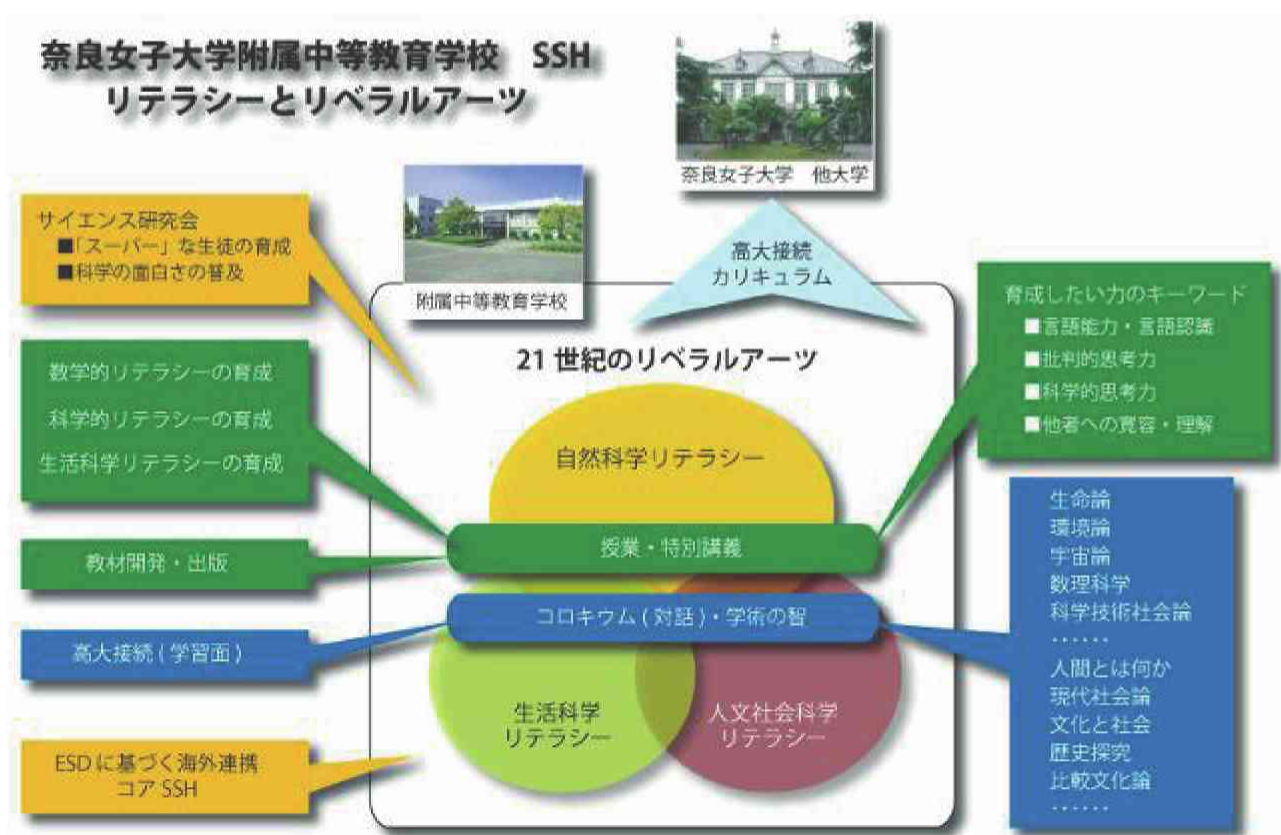 奈良女子大学附属中等教育学校 SSH
リテラシーとリベラルアーツ
奈良女子大学 他大学
附属中等教育学校
高大接続
カリキュラム
サイエンス研究会
■「スーパー」な生徒の育成
■科学の面白さの普及
数学的リテラシーの育成
科学的リテラシーの育成
生活科学リテラシーの育成
教材開発・出版
高大接続(学習面)
ESDに基づく海外連携
コアSSH
21世紀のリベラルアーツ
自然科学リテラシー
授業・特別講義
コロキウム(対話)・学術の智
生活科学
リテラシー
人文社会科学
リテラシー
育成したい力のキーワード
■言語能力・言語認識
■批判的思考力
■科学的思考力
■他者への寛容・理解
生命論
環境論
宇宙論
数理科学
科学技術社会論
……
人間とは何か
現代社会論
文化と社会
歴史探究
比較文化論
……